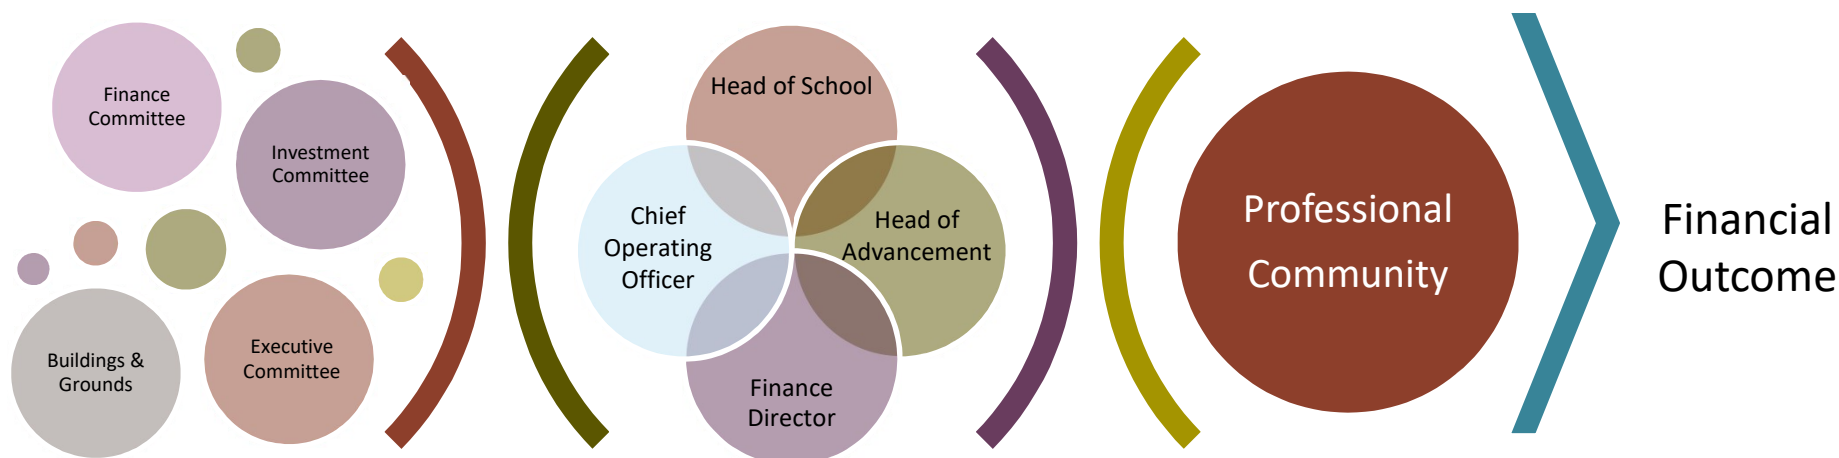 Finance
Committee
Investment
Committee
Buildings &
Grounds
Executive
Committee
Head of School
Chief
Operating
Officer
Head of
Advancement
Finance
Director
Professional
Community
Financial
Outcome